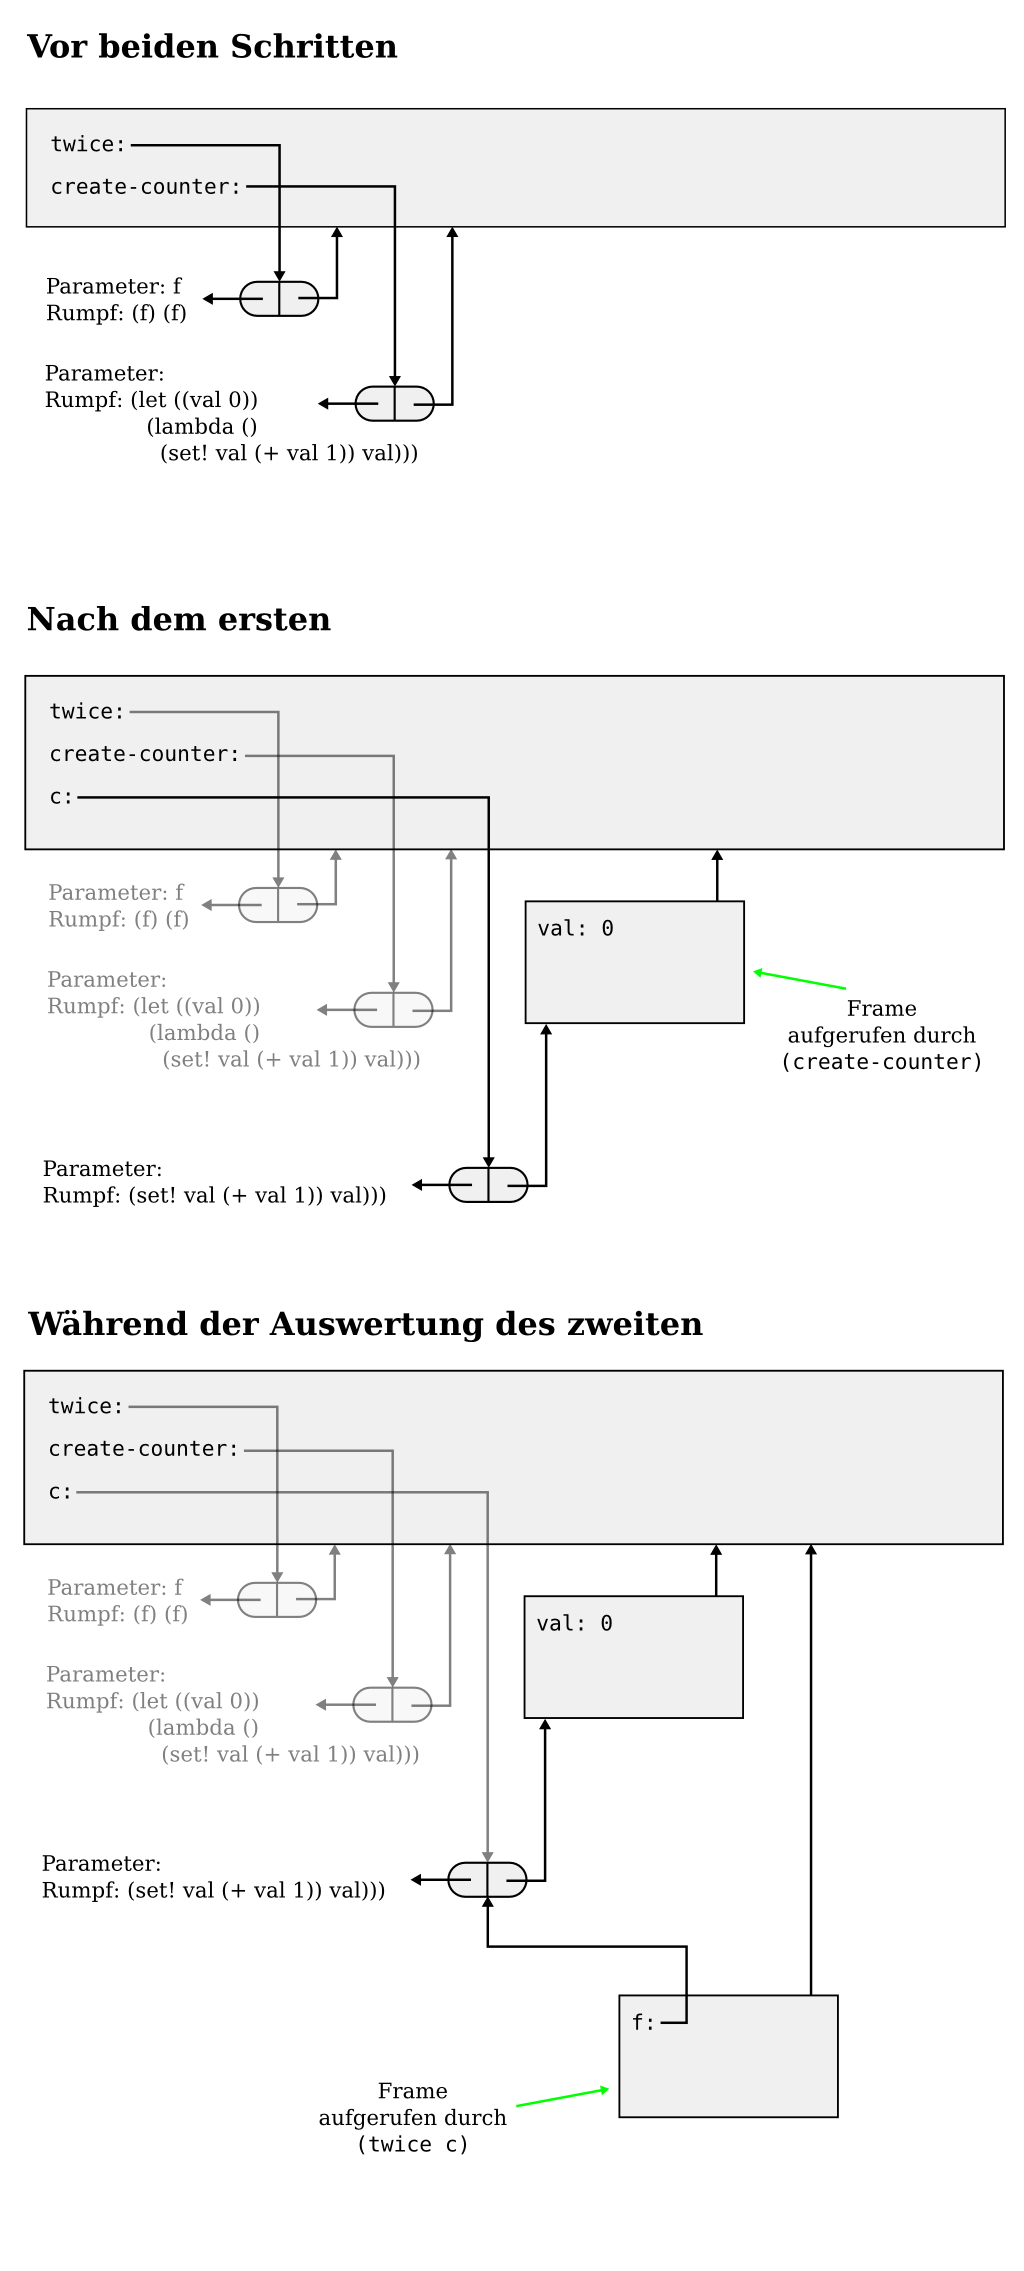 Vor beiden Schritten
twice:
create-counter:
Parameter: f
Rumpf: (f) (f)
Parameter:
Rumpf: (let ((val 0))
(lambda ()
(set! val (+ val 1)) val)))
Nach dem ersten
twice:
create-counter:
c:
Parameter: f
Rumpf: (f) (f)
val: 0
Parameter:
Rumpf: (let ((val 0))
(lambda ()
(set! val (+ val 1)) val)))
Frame
aufgerufen durch
(create-counter)
Parameter:
Rumpf: (set! val (+ val 1)) val)))
Während der Auswertung des zweiten
twice:
create-counter:
c:
Parameter: f
Rumpf: (f) (f)
val: 0
Parameter:
Rumpf: (let ((val 0))
(lambda ()
(set! val (+ val 1)) val)))
Parameter:
Rumpf: (set! val (+ val 1)) val)))
f:
Frame
aufgerufen durch
(twice c)